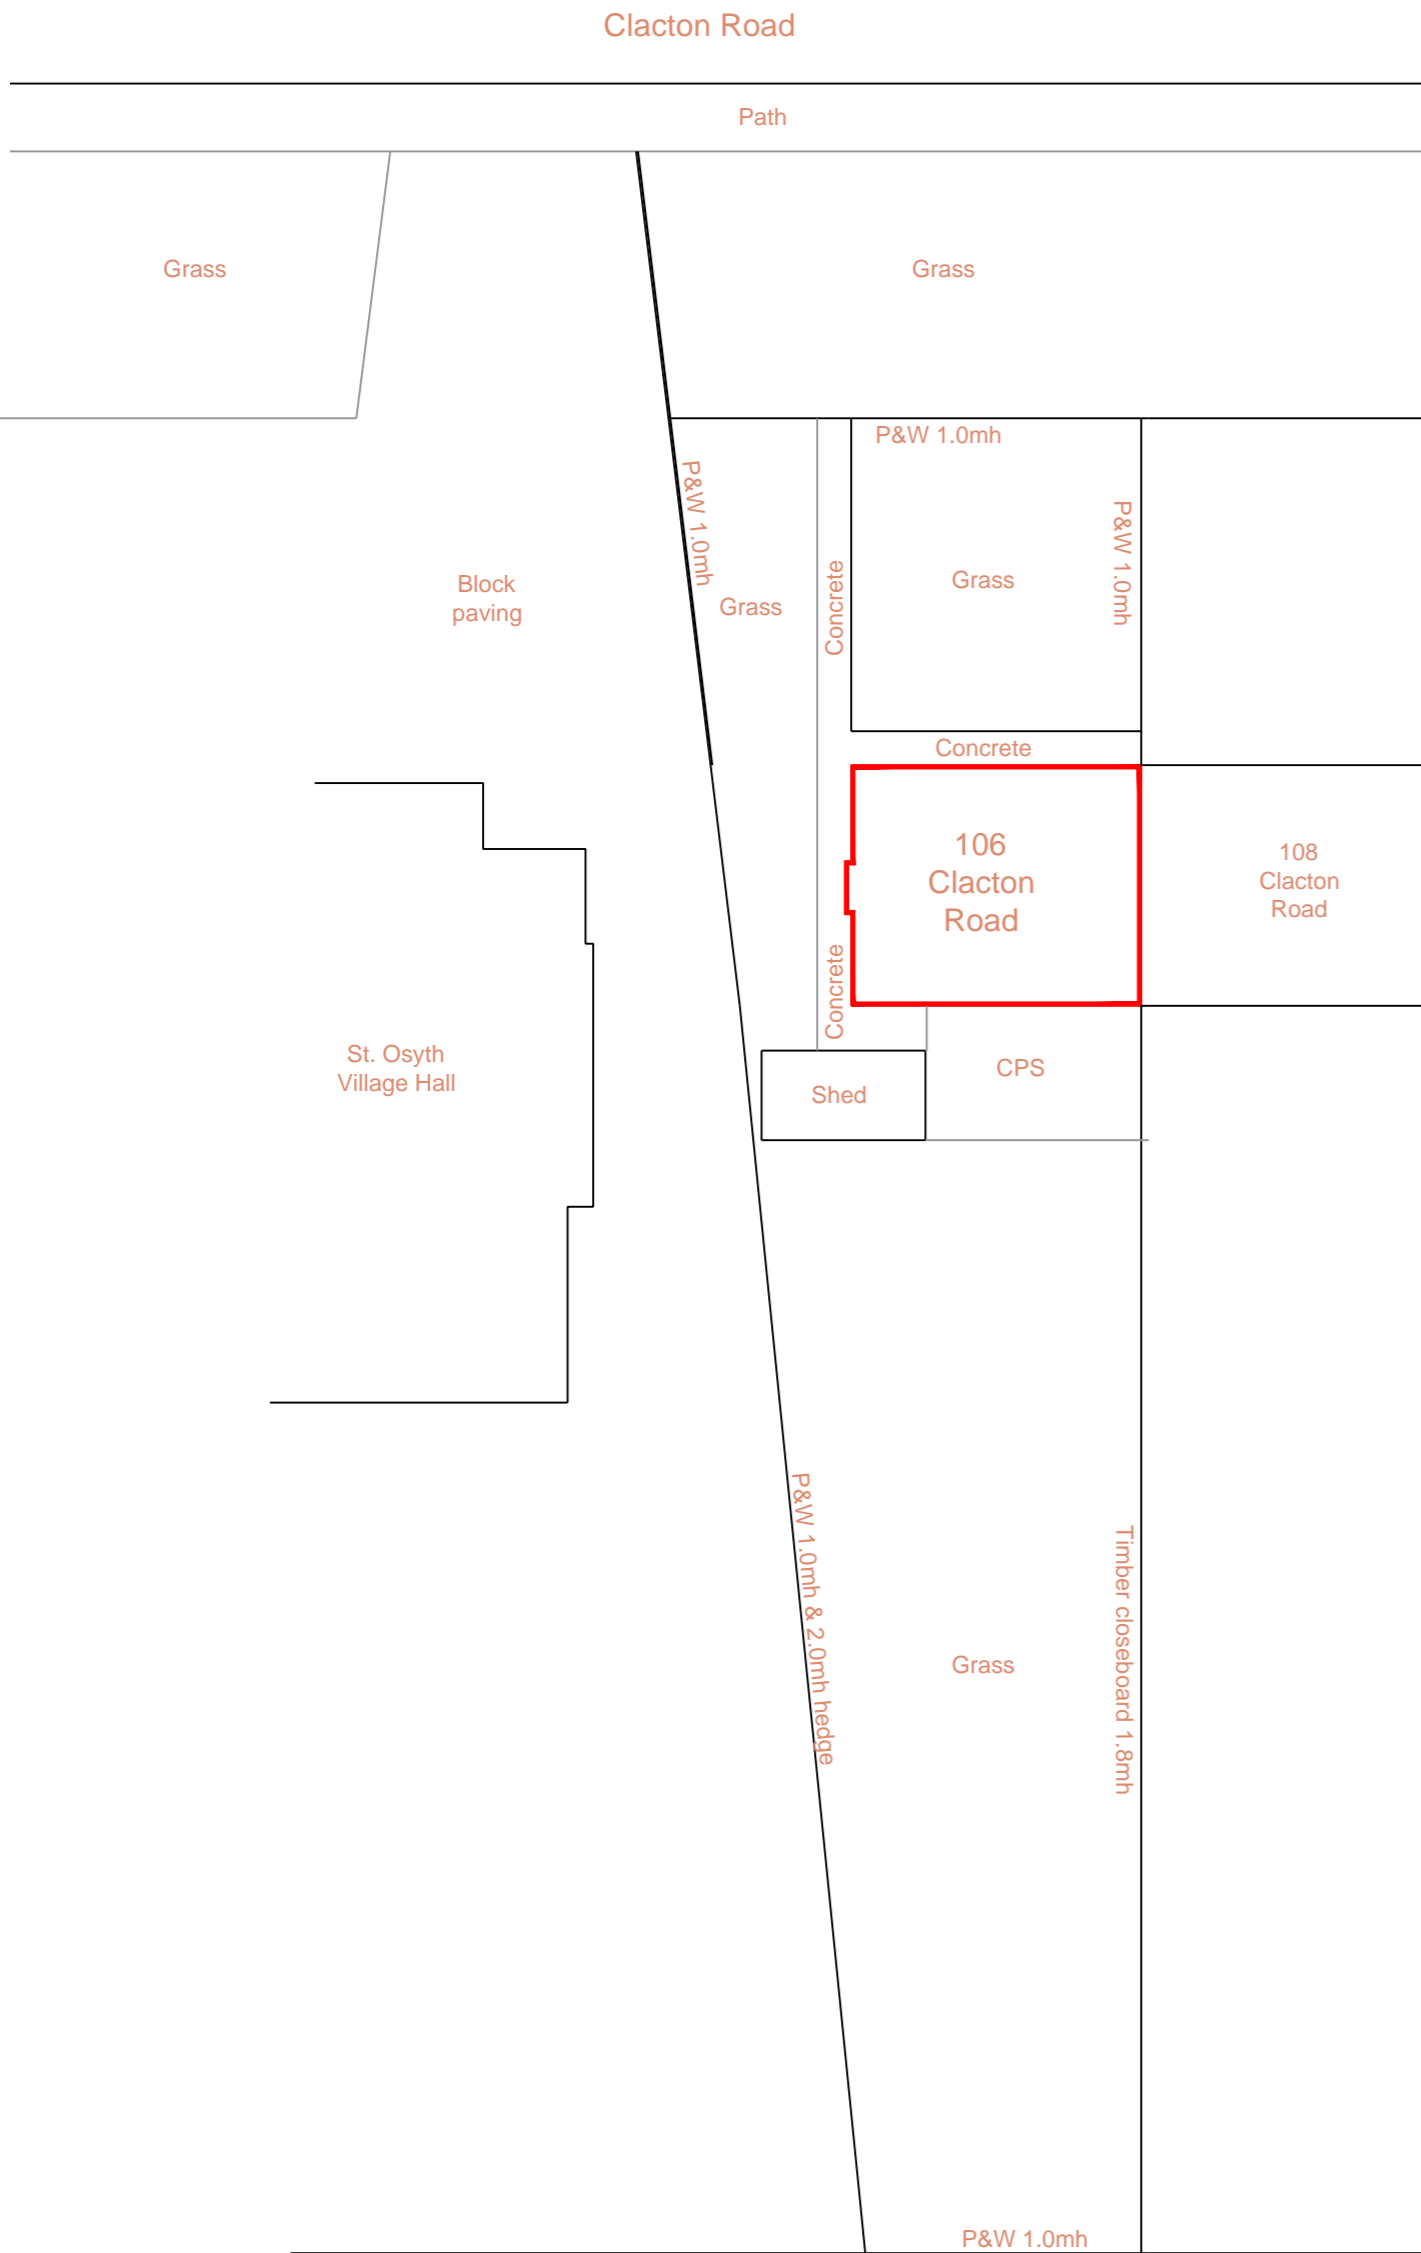 Clacton Road
Path
Grass
Grass
P&W 1.0mh
P&W 1.0mh
P&W 1.0mh
Concrete
Block
paving
Grass
Grass
Concrete
106
Clacton
Road
108
Clacton
Road
Concrete
St. Osyth
Village Hall
Shed
CPS
P&W 1.0mh & 2.0mh hedge
Timber closeboard 1.8mh
Grass
P&W 1.0mh